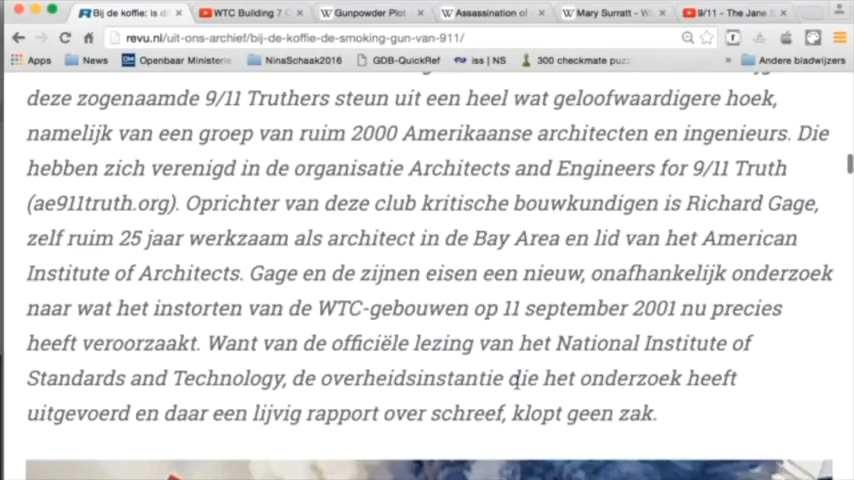 Bij de koffie: is d
WTC Building 7 C
Gunpowder Plot
Assassination of
Mary Surratt - W
9/11 - The Jane S
revu.nl/uit-ons-archief/bij-de-koffie-de-smoking-gun-van-911/
Apps
News
Openbaar Ministerie
NinaSchaak2016
GDB-QuickRef
iss | NS
300 checkmate puz
»
Andere bladwijzers
deze zogenaamde 9/11 Truthers steun uit een heel wat geloofwaardigere hoek,
namelijk van een groep van ruim 2000 Amerikaanse architecten en ingenieurs. Die
hebben zich verenigd in de organisatie Architects and Engineers for 9/11 Truth
(ae911truth.org). Oprichter van deze club kritische bouwkundigen is Richard Gage,
zelf ruim 25 jaar werkzaam als architect in de Bay Area en lid van het American
Institute of Architects. Gage en de zijnen eisen een nieuw, onafhankelijk onderzoek
naar wat het instorten van de WTC-gebouwen op 11 september 2001 nu precies
heeft veroorzaakt. Want van de officiële lezing van het National Institute of
Standards and Technology, de overheidsinstantie die het onderzoek heeft
uitgevoerd en daar een lijvig rapport over schreef, klopt geen zak.